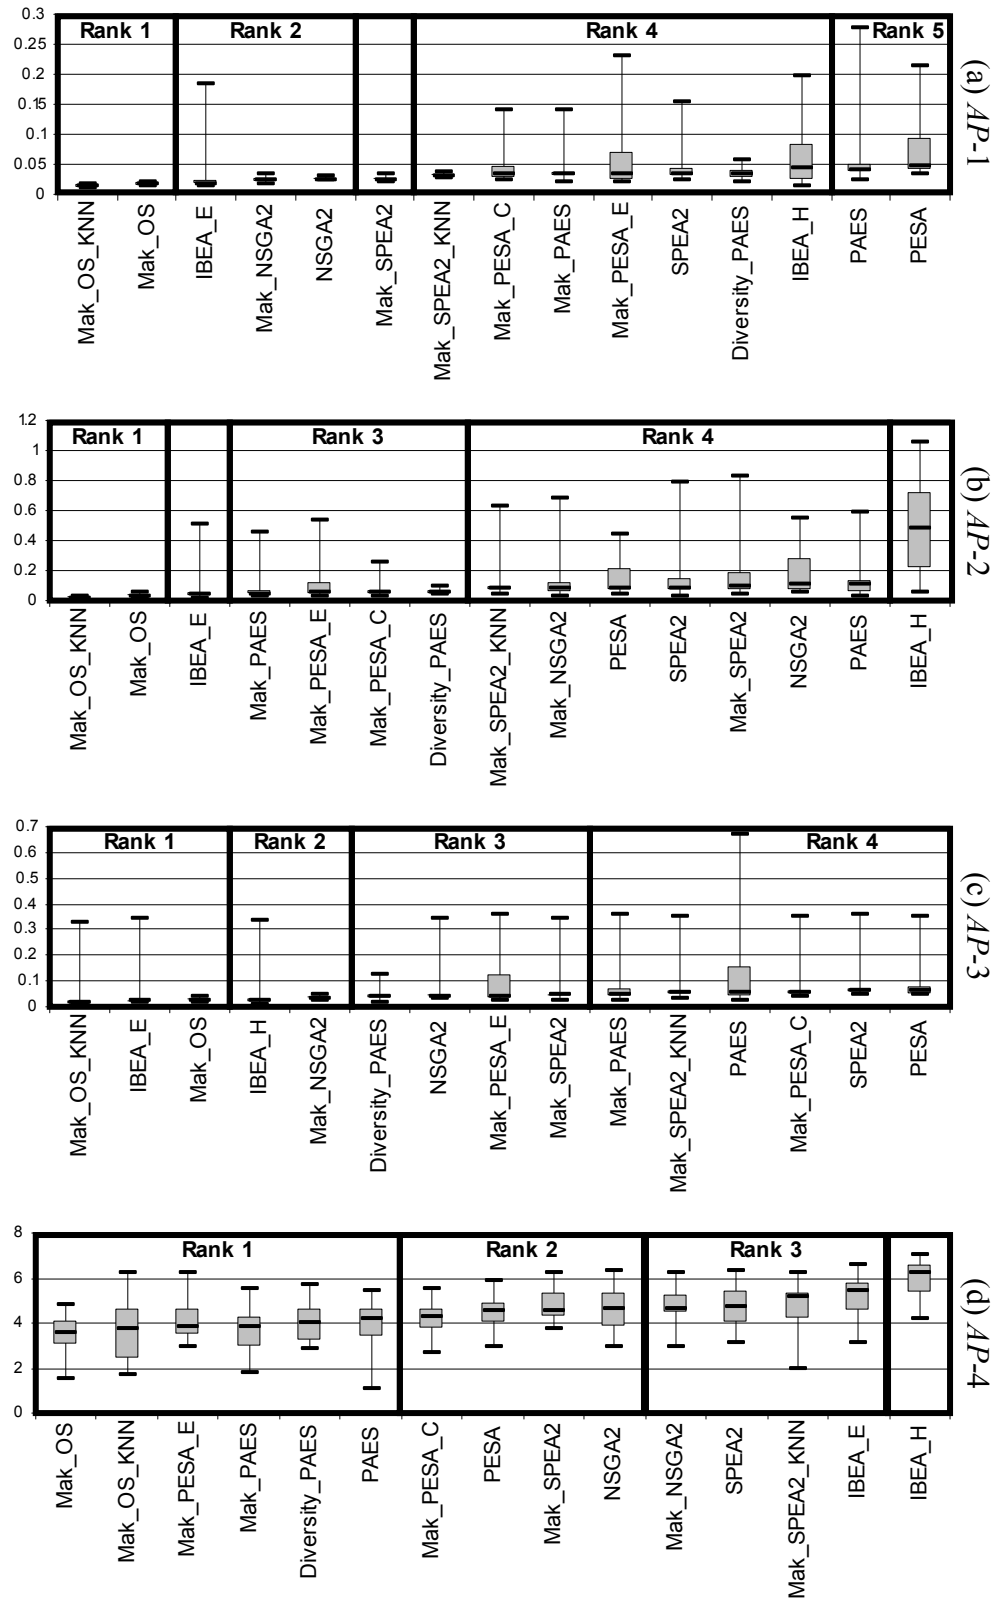 0.3
0.25
0.2
0.15
0.1
0.05
0
Rank 1
Rank 2
Rank 4
Rank 5
Mak_OS_KNN
Mak_OS
IBEA_E
Mak_NSGA2
NSGA2
Mak_SPEA2
Mak_SPEA2_KNN
Mak_PESA_C
Mak_PAES
Mak_PESA_E
SPEA2
Diversity_PAES
IBEA_H
PAES
PESA
(a) AP-1
1.2
1
0.8
0.6
0.4
0.2
0
Rank 1
Rank 3
Rank 4
Mak_OS_KNN
Mak_OS
IBEA_E
Mak_PAES
Mak_PESA_E
Mak_PESA_C
Diversity_PAES
Mak_SPEA2_KNN
Mak_NSGA2
PESA
SPEA2
Mak_SPEA2
NSGA2
PAES
IBEA_H
(b) AP-2
0.7
0.6
0.5
0.4
0.3
0.2
0.1
0
Rank 1
Rank 2
Rank 3
Rank 4
Mak_OS_KNN
IBEA_E
Mak_OS
IBEA_H
Mak_NSGA2
Diversity_PAES
NSGA2
Mak_PESA_E
Mak_SPEA2
Mak_PAES
Mak_SPEA2_KNN
PAES
Mak_PESA_C
SPEA2
PESA
(c) AP-3
8
6
4
2
0
Rank 1
Rank 2
Rank 3
Mak_OS
Mak_OS_KNN
Mak_PESA_E
Mak_PAES
Diversity_PAES
PAES
Mak_PESA_C
PESA
Mak_SPEA2
NSGA2
Mak_NSGA2
SPEA2
Mak_SPEA2_KNN
IBEA_E
IBEA_H
(d) AP-4